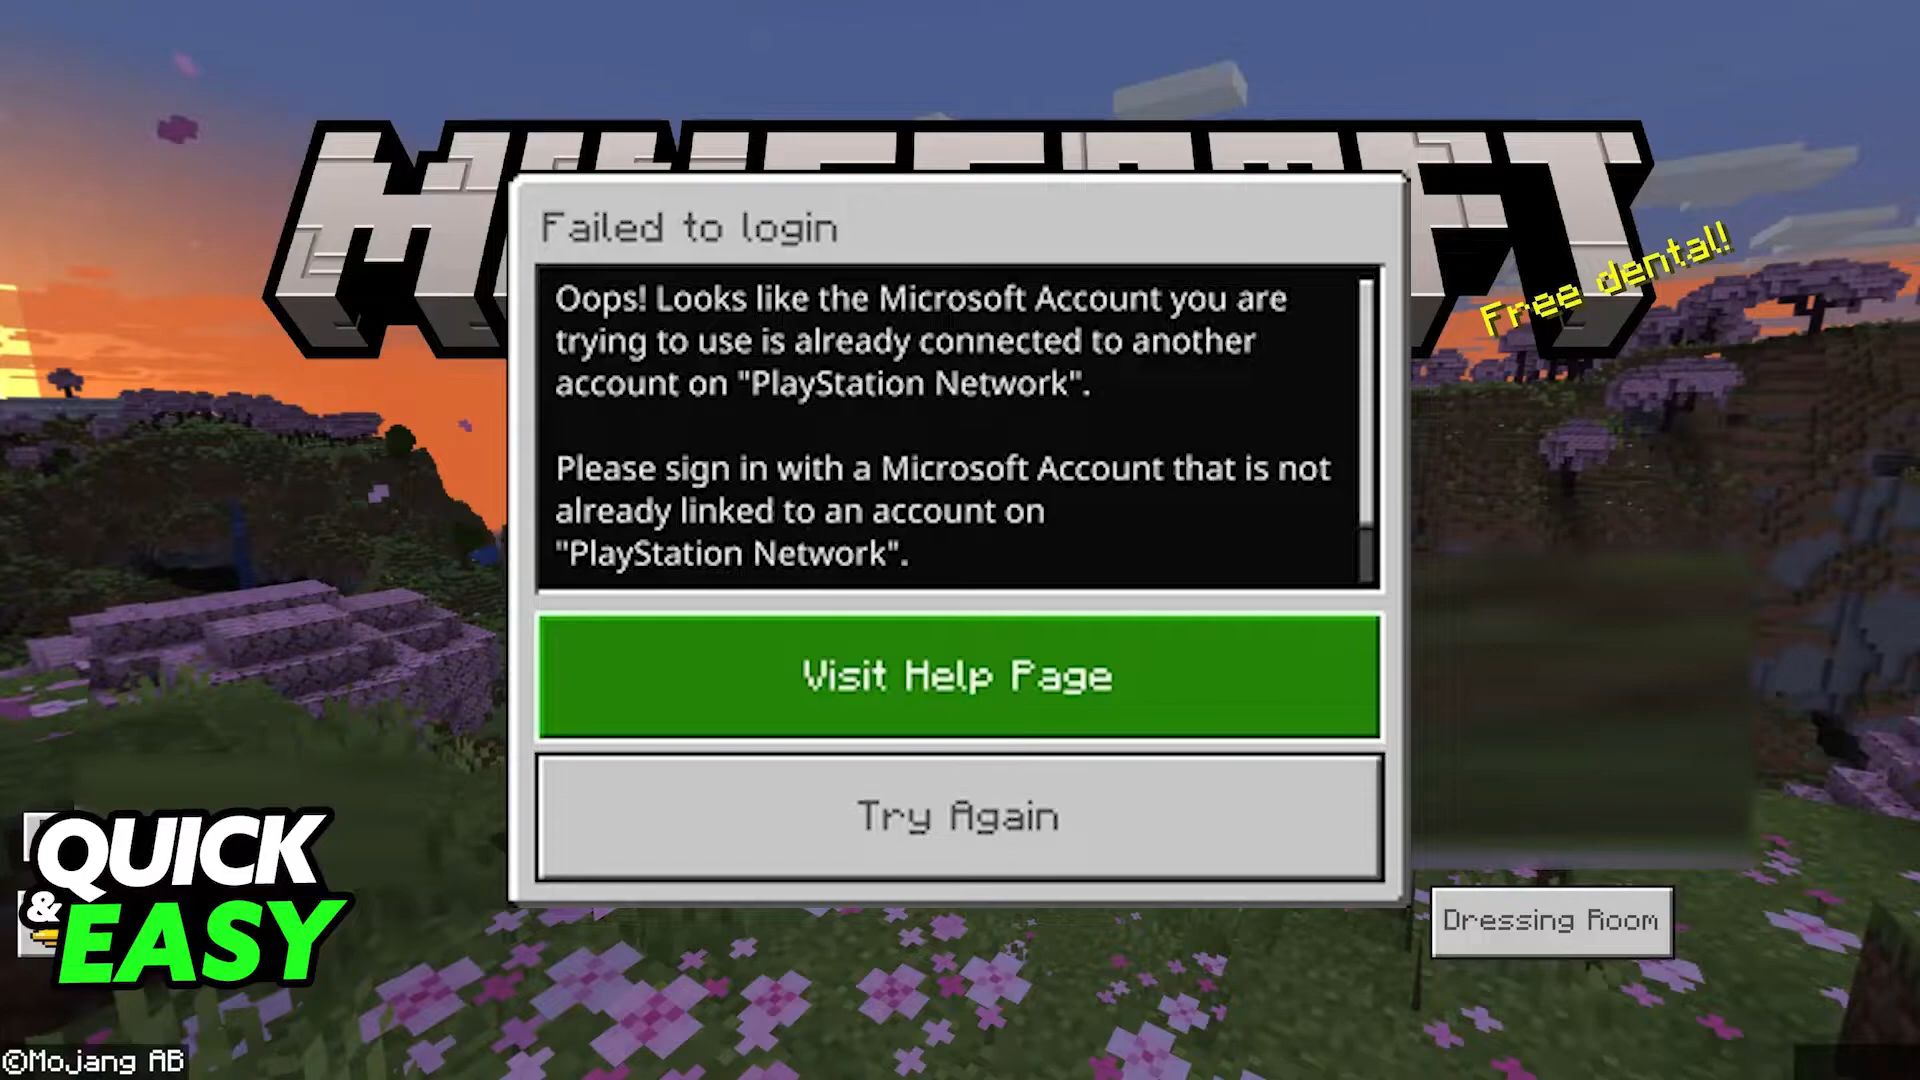 MINECRAFT
Free dental!
Failed to login
Oops! Looks like the Microsoft Account you are
trying to use is already connected to another
account on "PlayStation Network".
Please sign in with a Microsoft Account that is not
already linked to an account on
"PlayStation Network".
Visit Help Page
Try Again
QUICK
& EASY
Dressing Room
©Mojang AB